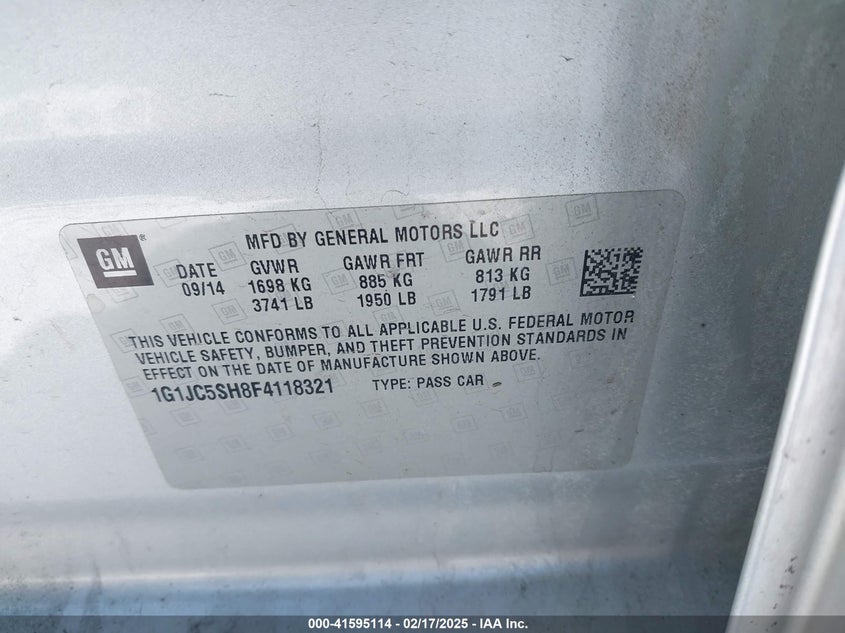 GM®
MFD BY GENERAL MOTORS LLC
DATE GVWR GAWR FRT GAWR RR
09/14 1698 KG 885 KG 813 KG
3741 LB 1950 LB 1791 LB
THIS VEHICLE CONFORMS TO ALL APPLICABLE U.S. FEDERAL MOTOR
VEHICLE SAFETY, BUMPER, AND THEFT PREVENTION STANDARDS IN
EFFECT ON THE DATE OF MANUFACTURE SHOWN ABOVE.
1G1JC5SH8F4118321 TYPE: PASS CAR
000-41595114 - 02/17/2025 - IAA Inc.